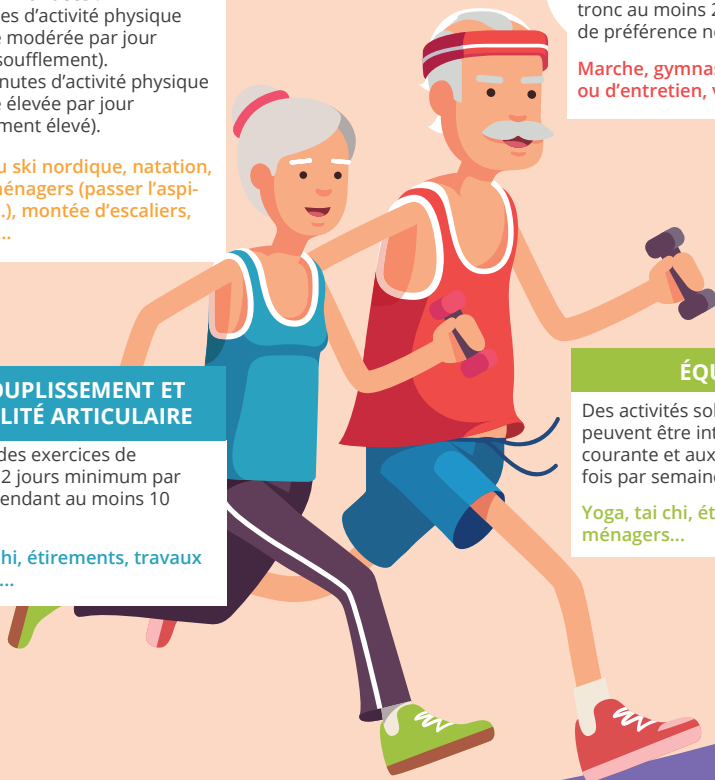 es d'activité physique
modérée par jour
soufflement).
nutes d'activité physique
élevée par jour
ment élevé).
u ski nordique, natation,
énagers (passer l'aspi-
.), montée d'escaliers,
...
tronc au moins 2
de préférence n
Marche, gymnas
ou d'entretien, v
OUPLISSEMENT ET
LITÉ ARTICULAIRE
des exercices de
2 jours minimum par
endant au moins 10
hi, étirements, travaux
...
ÉQU
Des activités sol
peuvent être int
courante et aux
fois par semaine
Yoga, tai chi, ét
ménagers...